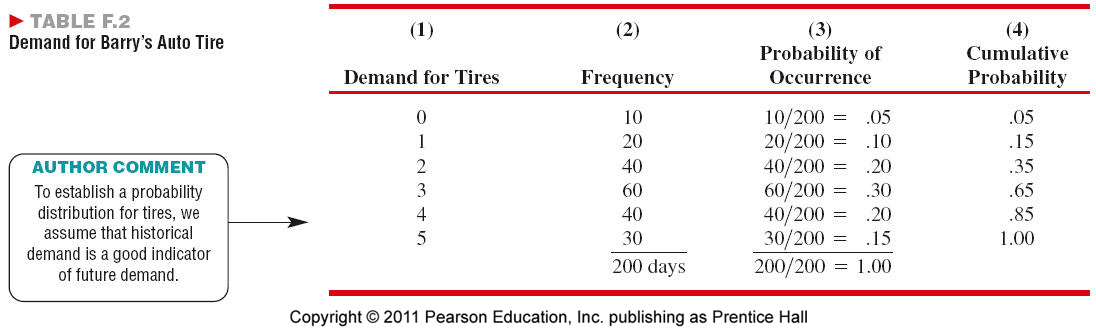 ► TABLE F.2
Demand for Barry's Auto Tire
AUTHOR COMMENT
To establish a probability
distribution for tires, we
assume that historical
demand is a good indicator
of future demand.
(1) (2) (3) (4)
Probability of Cumulative
Demand for Tires Frequency Occurrence Probability
0 10 10/200 = .05 .05
1 20 20/200 = .10 .15
2 40 40/200 = .20 .35
3 60 60/200 = .30 .65
4 40 40/200 = .20 .85
5 30 30/200 = .15 1.00
200 days 200/200 = 1.00
Copyright © 2011 Pearson Education, Inc. publishing as Prentice Hall